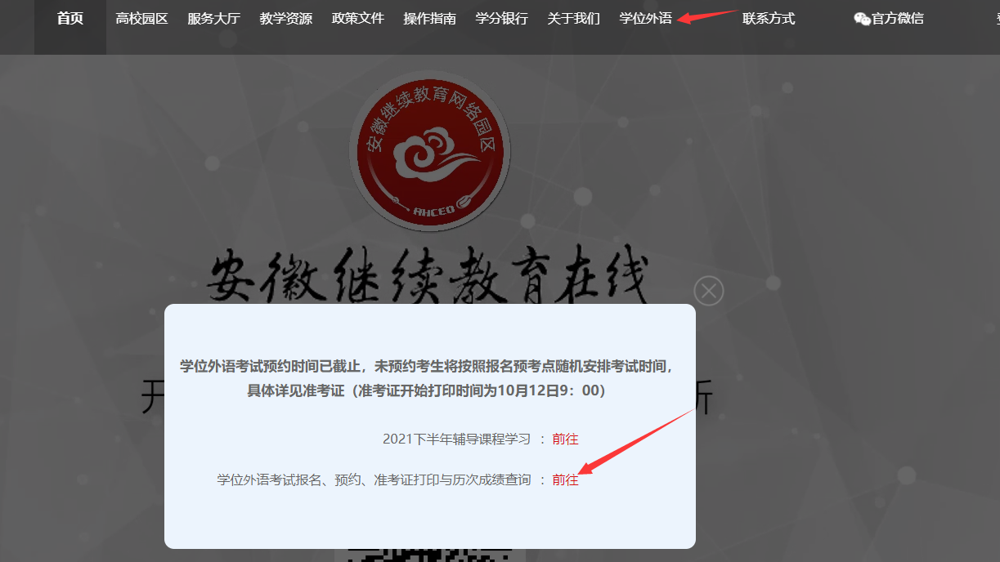 首页 高校园区 服务大厅 教学资源 政策文件 操作指南 学分银行 关于我们 学位外语 联系方式 官方微信
安徽继续教育网络园区
AHCEO
安徽继续教育在线
学位外语考试预约时间已截止，未预约考生将按照报名预考点随机安排考试时间，
具体详见准考证（准考证开始打印时间为10月12日9：00）
开
2021下半年辅导课程学习 ：前往
学位外语考试报名、预约、准考证打印与历次成绩查询 ：前往